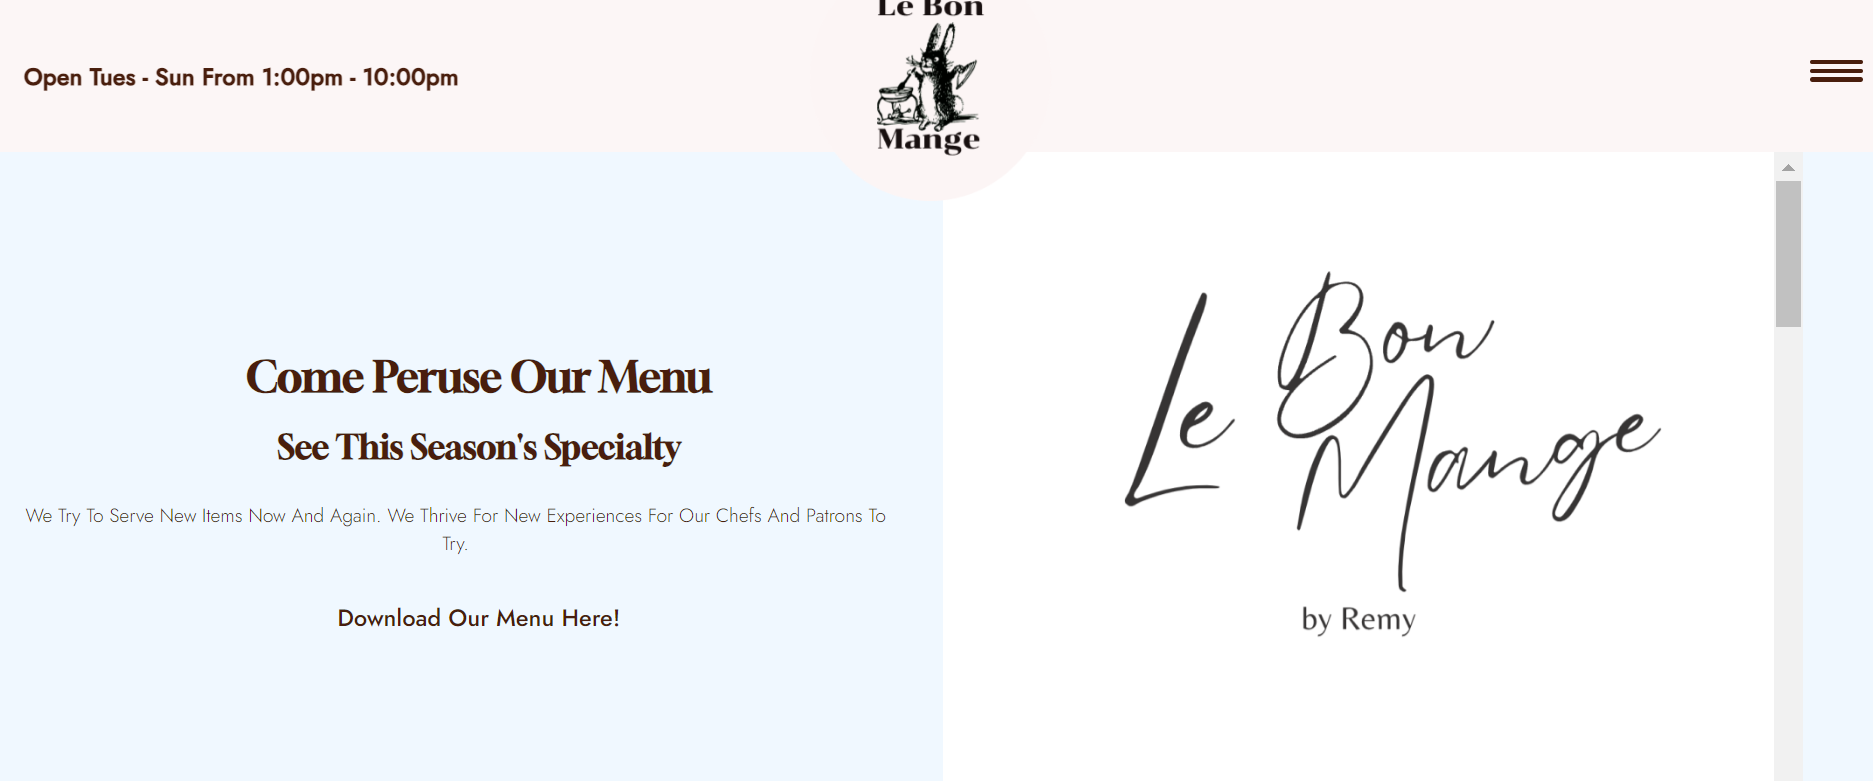 Le Bon
Open Tues - Sun From 1:00pm - 10:00pm
Mange
Come Peruse Our Menu
See This Season's Specialty
We Try To Serve New Items Now And Again. We Thrive For New Experiences For Our Chefs And Patrons To
Try.
Download Our Menu Here!
Le Bon
Mange
by Remy